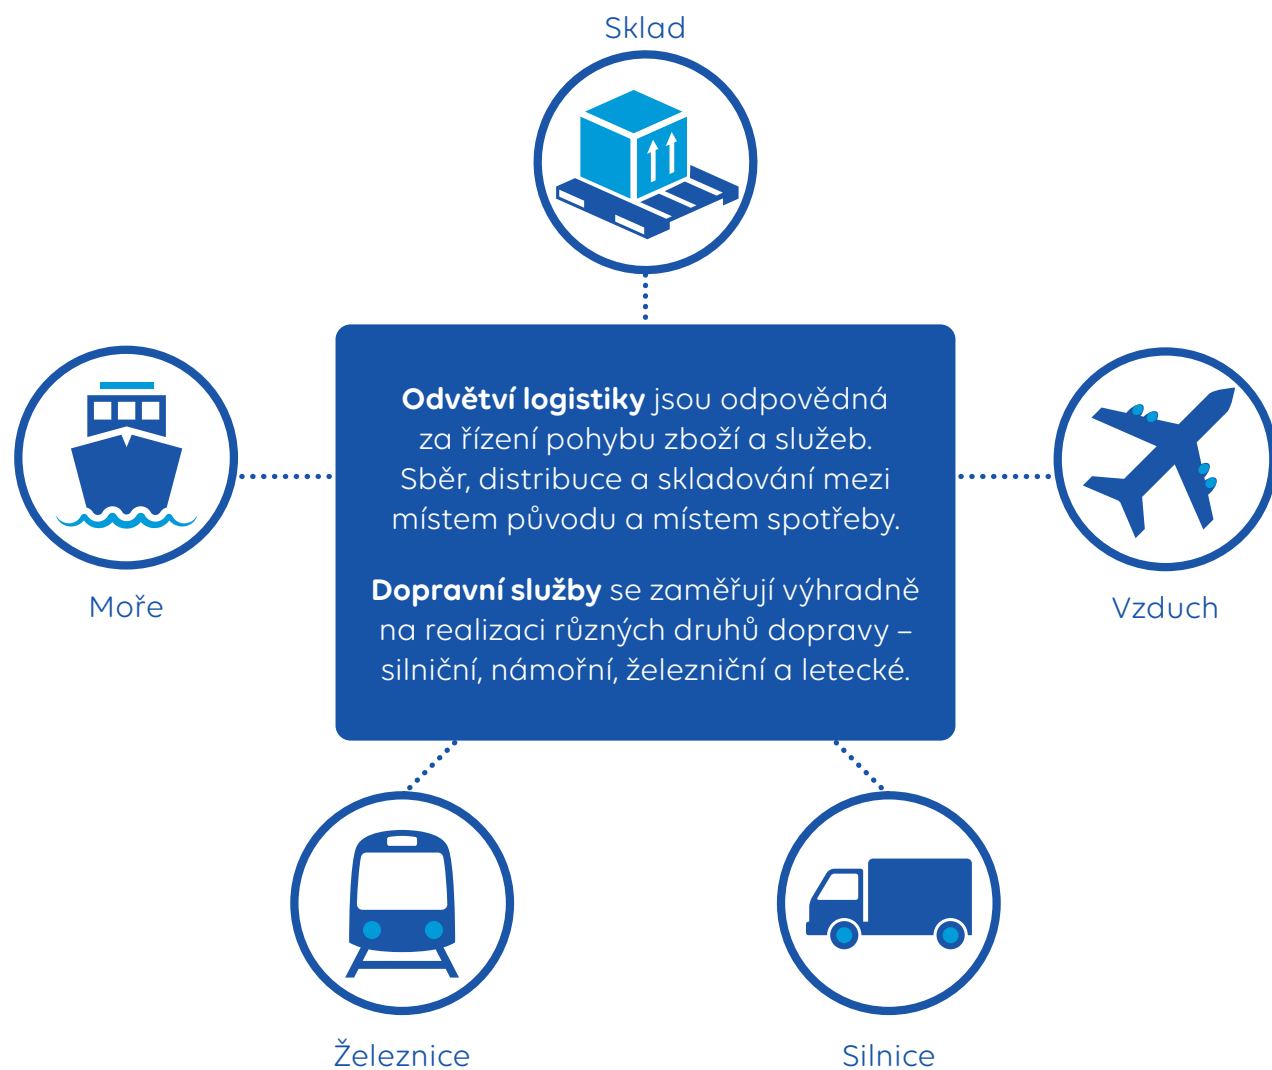 Sklad
Odvětví logistiky jsou odpovědná
za řízení pohybu zboží a služeb.
Sběr, distribuce a skladování mezi
místem původu a místem spotřeby.
Dopravní služby se zaměřují výhradně
na realizaci různých druhů dopravy –
silniční, námořní, železniční a letecké.
Moře
Vzduch
Železnice
Silnice